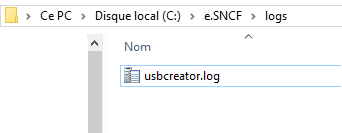 Ce PC > Disque local (C:) > e.SNCF > logs
Nom
usbcreator.log